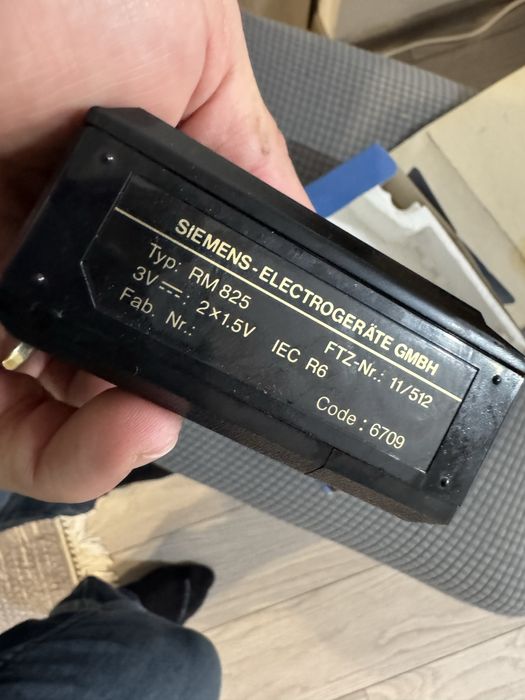 SIEMENS-ELECTROGERÄTE GMBH
Typ: RM 825 FTZ-Nr.: 11/512
3V⎓: 2×1.5V IEC R6
Fab. Nr.: Code: 6709